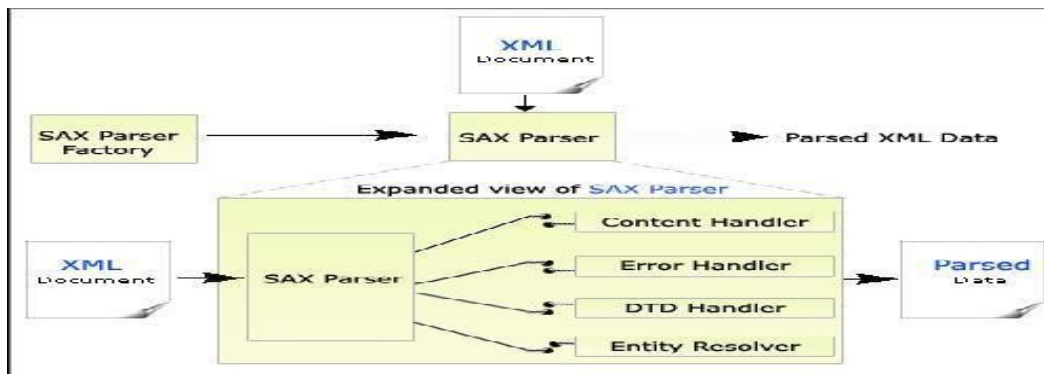 XML
Document
SAX Parser
Factory
SAX Parser
Parsed XML Data
Expanded view of SAX Parser
XML
Document
SAX Parser
Content Handler
Error Handler
DTD Handler
Entity Resolver
Parsed
Data